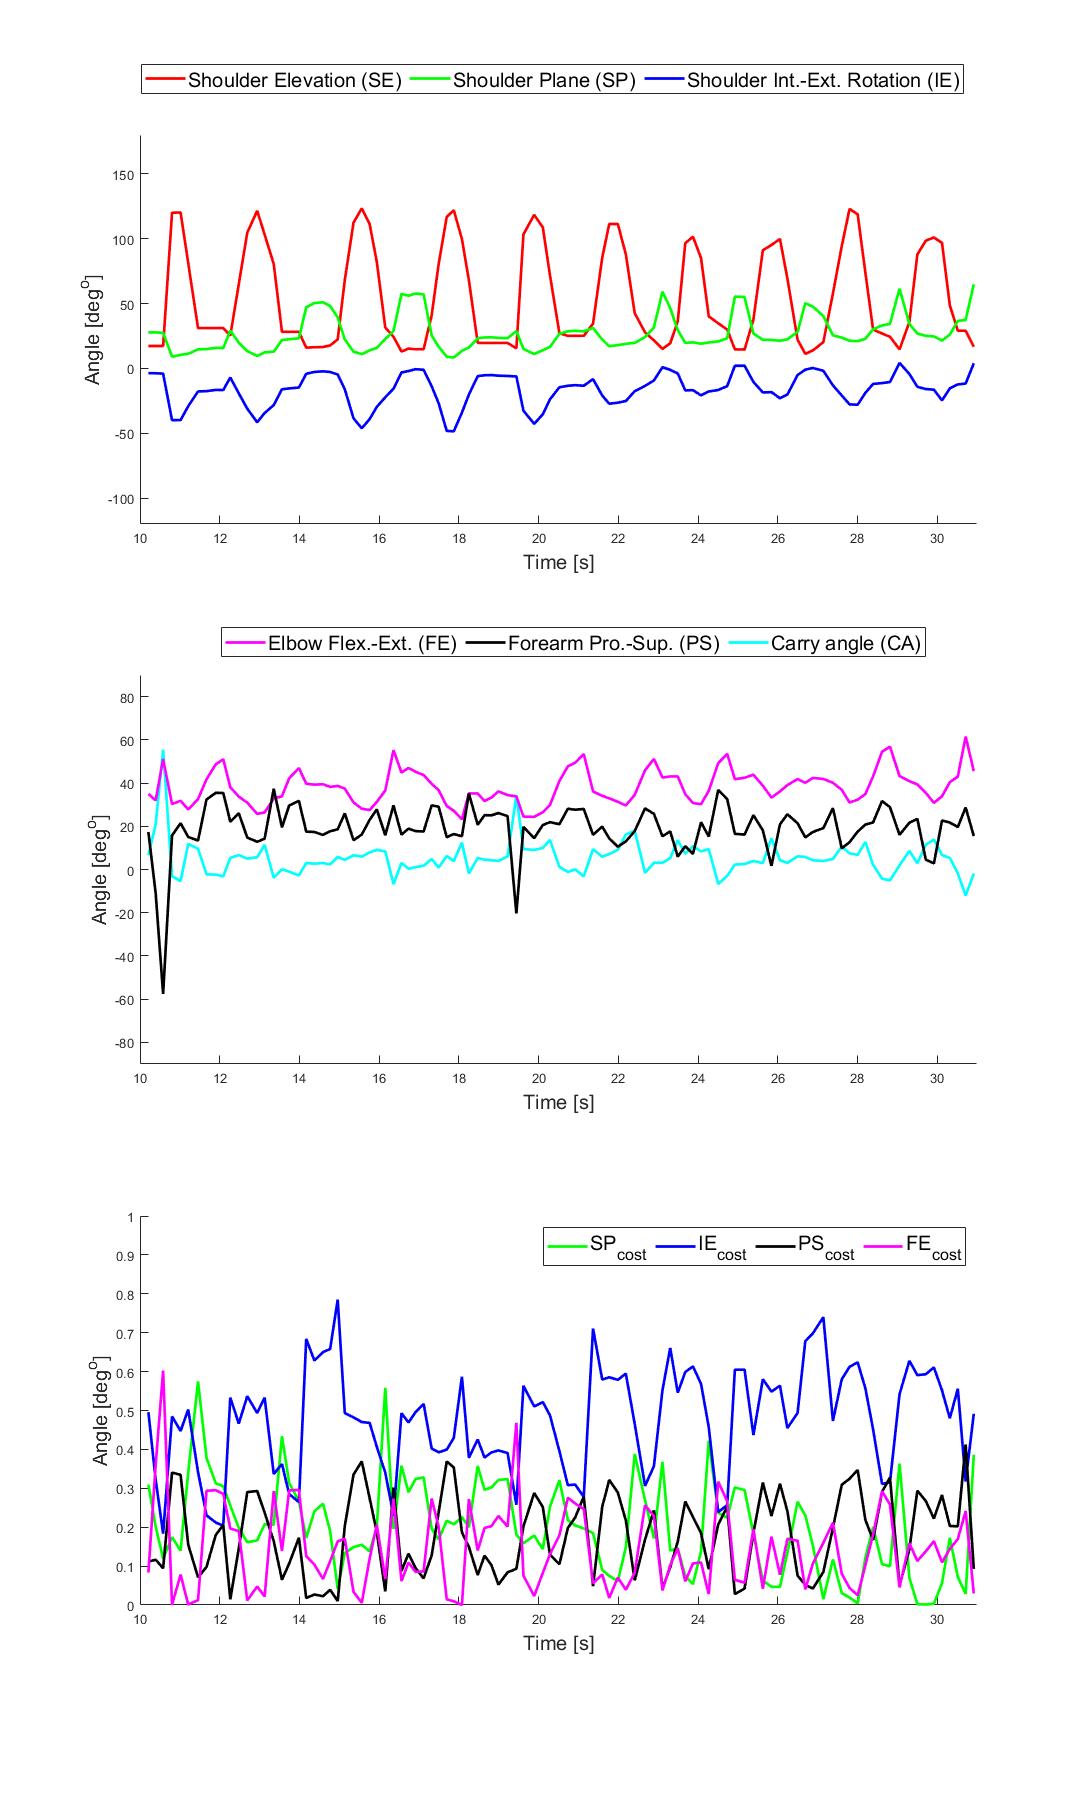 Shoulder Elevation (SE) Shoulder Plane (SP) Shoulder Int.-Ext. Rotation (IE)
150
100
50
0
-50
-100
Angle [deg°]
10 12 14 16 18 20 22 24 26 28 30
Time [s]
Elbow Flex.-Ext. (FE) Forearm Pro.-Sup. (PS) Carry angle (CA)
80
60
40
20
0
-20
-40
-60
-80
Angle [deg°]
10 12 14 16 18 20 22 24 26 28 30
Time [s]
SPcost IEcost PScost FEcost
1
0.9
0.8
0.7
0.6
0.5
0.4
0.3
0.2
0.1
0
Angle [deg°]
10 12 14 16 18 20 22 24 26 28 30
Time [s]